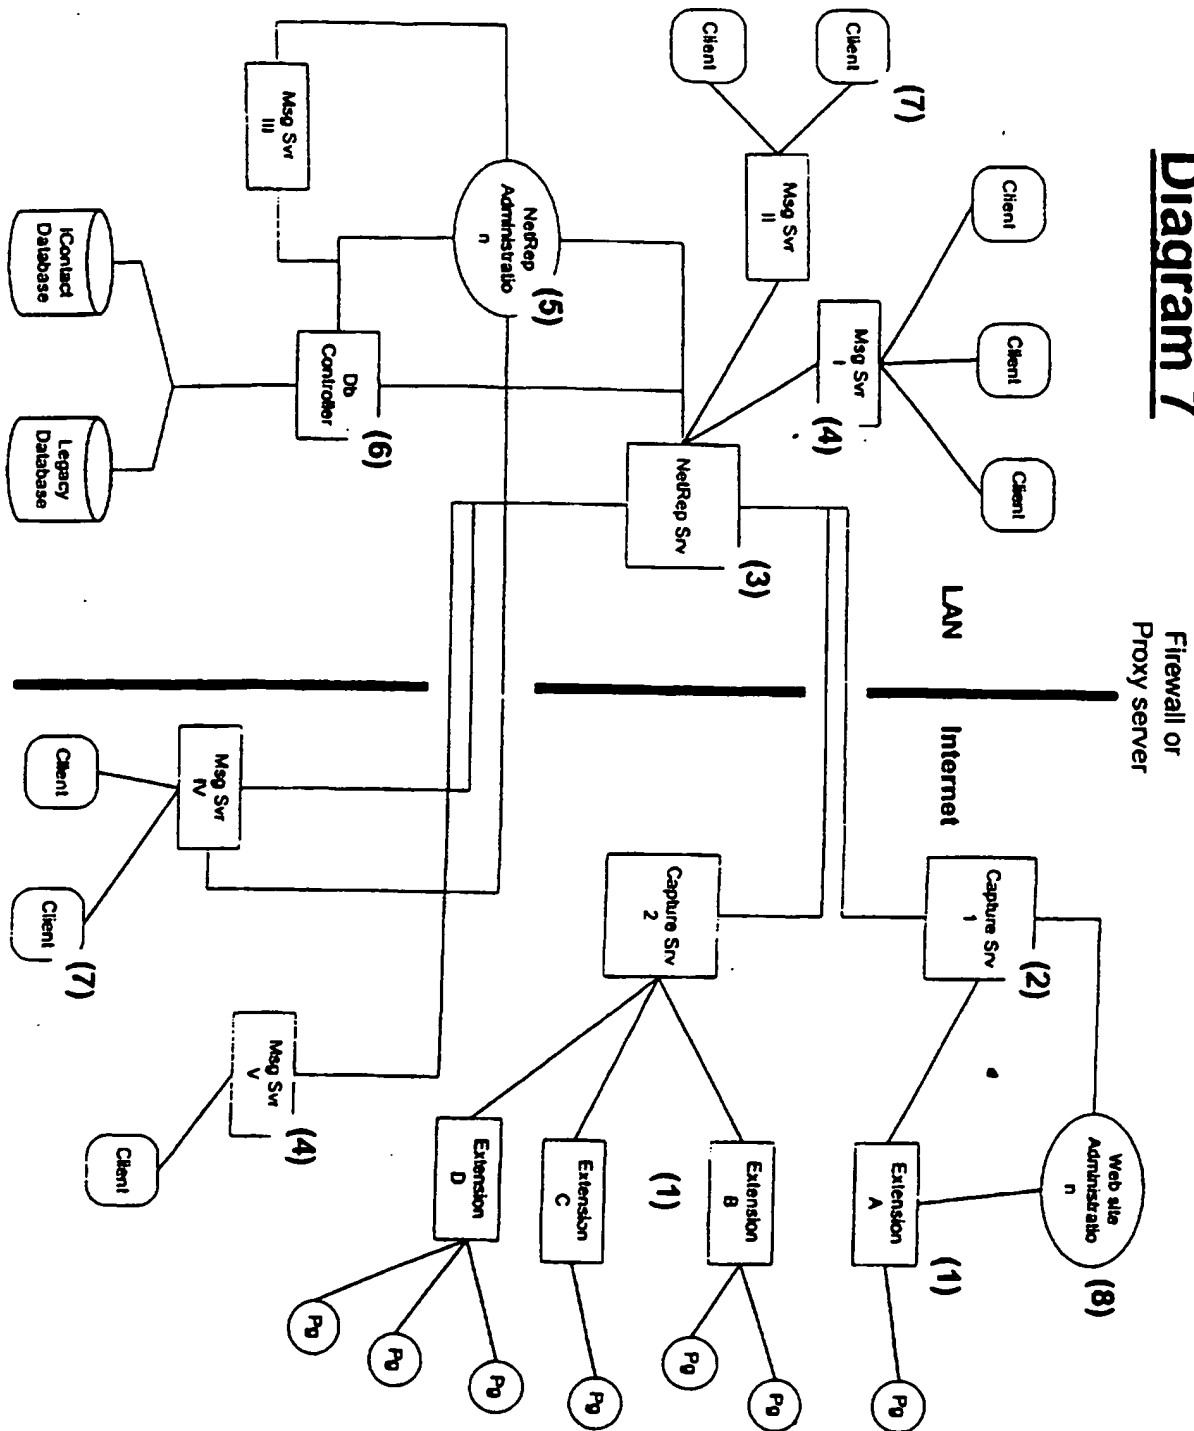 Diagram 7
Firewall or
Proxy server
LAN
Internet
Client
Client
Client
Client
(7)
Client
Msg Svr
I
(4)
Msg Svr
II
NetRep Srv
(3)
NetRep
Administratio
n
(5)
Msg Svr
III
Db
Controller
(6)
IContact
Database
Legacy
Database
Web site
Administratio
n
(8)
Capture Srv
1
(2)
Extension
A
(1)
Pg
Capture Srv
2
Extension
B
(1)
Pg
Pg
Extension
C
Pg
Extension
D
Pg
Pg
Pg
Msg Svr
IV
Client
Client
(7)
Msg Svr
V
(4)
Client